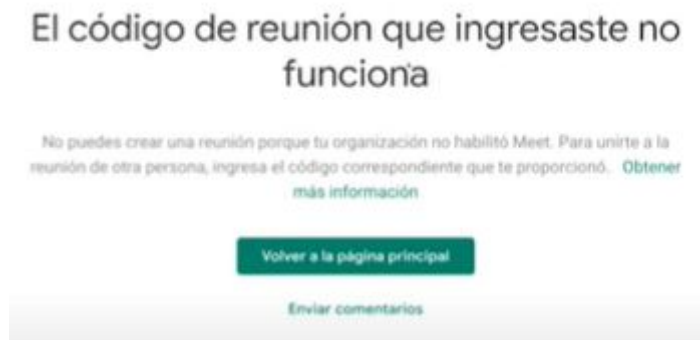 El código de reunión que ingresaste no
funciona
No puedes crear una reunión porque tu organización no habilitó Meet. Para unirte a la
reunión de otra persona, ingresa el código correspondiente que te proporcionó. Obtener
más información
Volver a la página principal
Enviar comentarios